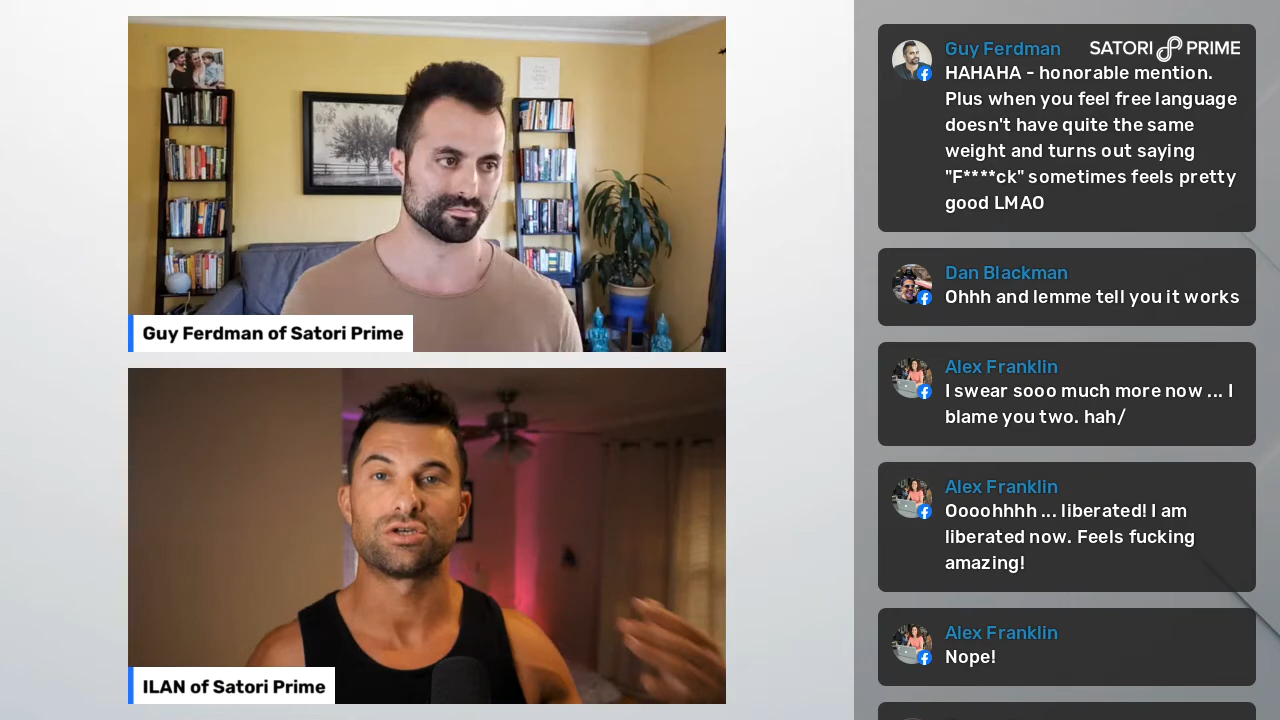 Guy Ferdman of Satori Prime
ILAN of Satori Prime
SATORI PRIME
Guy Ferdman
HAHAHA - honorable mention.
Plus when you feel free language
doesn't have quite the same
weight and turns out saying
"F****ck" sometimes feels pretty
good LMAO
Dan Blackman
Ohhh and lemme tell you it works
Alex Franklin
I swear sooo much more now ... I
blame you two. hah/
Alex Franklin
Oooohhhh ... liberated! I am
liberated now. Feels fucking
amazing!
Alex Franklin
Nope!